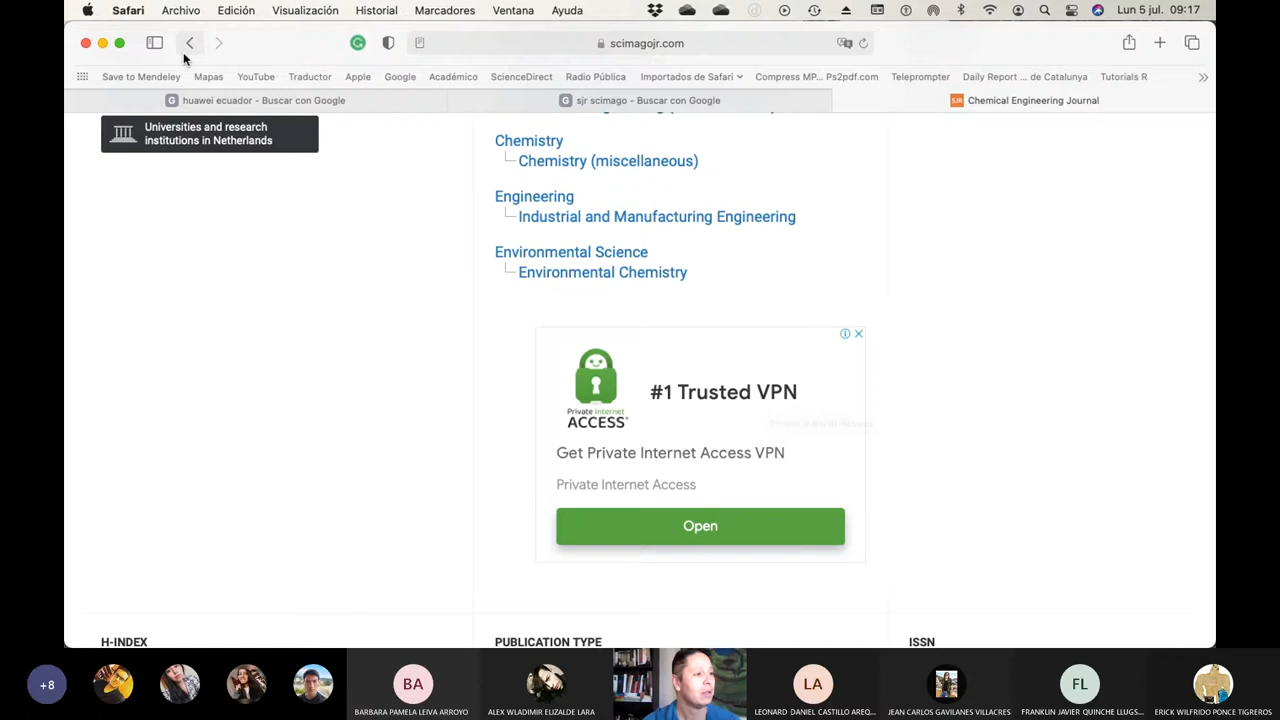 Safari Archivo Edición Visualización Historial Marcadores Ventana Ayuda Lun 5 jul. 09:17
scimagojr.com
Save to Mendeley Mapas YouTube Traductor Apple Google Académico ScienceDirect Radio Pública Importados de Safari Compress MP... Ps2pdf.com Teleprompter Daily Report ... de Catalunya Tutorials R
G huawei ecuador - Buscar con Google
G sjr scimago - Buscar con Google
SJR Chemical Engineering Journal
Universities and research
institutions in Netherlands
Chemistry
Chemistry (miscellaneous)
Engineering
Industrial and Manufacturing Engineering
Environmental Science
Environmental Chemistry
Private Internet
ACCESS®
#1 Trusted VPN
Get Private Internet Access VPN
Private Internet Access
Open
H-INDEX
PUBLICATION TYPE
ISSN
+8
BA
LA
FL
BARBARA PAMELA LEIVA ARROYO
ALEX WLADIMIR ELIZALDE LARA
LEONARD DANIEL CASTILLO AREQ...
JEAN CARLOS GAVILANES VILLACRES
FRANKLIN JAVIER QUINCHE LLUGS...
ERICK WILFRIDO PONCE TIGREROS